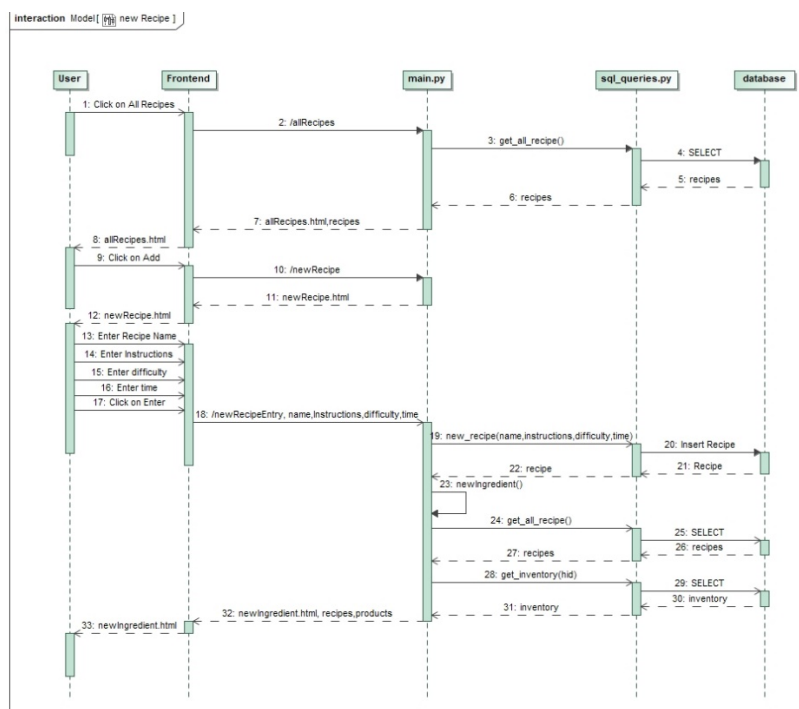 interaction Model[ new Recipe ]
User
Frontend
main.py
sql_queries.py
database
1: Click on All Recipes
2: /allRecipes
3: get_all_recipe()
4: SELECT
5: recipes
6: recipes
7: allRecipes.html,recipes
8: allRecipes.html
9: Click on Add
10: /newRecipe
11: newRecipe.html
12: newRecipe.html
13: Enter Recipe Name
14: Enter Instructions
15: Enter difficulty
16: Enter time
17: Click on Enter
18: /newRecipeEntry, name,Instructions,difficulty,time
19: new_recipe(name,instructions,difficulty,time)
20: Insert Recipe
21: Recipe
22: recipe
23: newIngredient()
24: get_all_recipe()
25: SELECT
26: recipes
27: recipes
28: get_inventory(hid)
29: SELECT
30: inventory
31: inventory
32: newIngredient.html, recipes,products
33: newIngredient.html